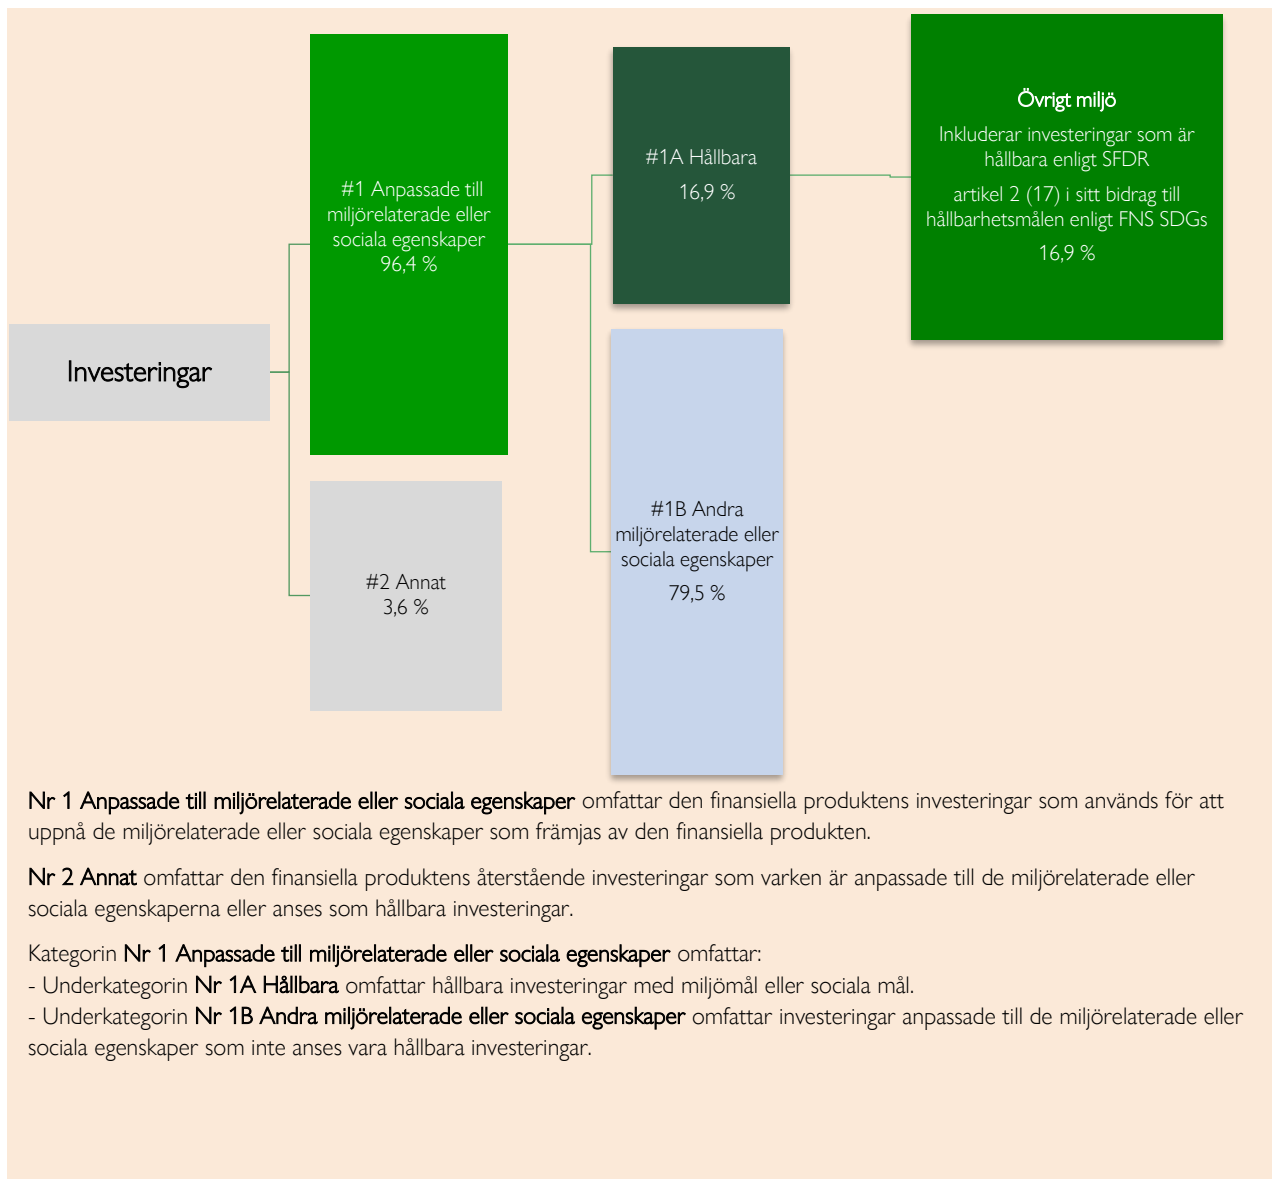 Investeringar
#1 Anpassade till
miljörelaterade eller
sociala egenskaper
96,4 %
#2 Annat
3,6 %
#1A Hållbara
16,9 %
#1B Andra
miljörelaterade eller
sociala egenskaper
79,5 %
Övrigt miljö
Inkluderar investeringar som är
hållbara enligt SFDR
artikel 2 (17) i sitt bidrag till
hållbarhetsmålen enligt FNS SDGs
16,9 %
Nr 1 Anpassade till miljörelaterade eller sociala egenskaper omfattar den finansiella produktens investeringar som används för att
uppnå de miljörelaterade eller sociala egenskaper som främjas av den finansiella produkten.
Nr 2 Annat omfattar den finansiella produktens återstående investeringar som varken är anpassade till de miljörelaterade eller
sociala egenskaperna eller anses som hållbara investeringar.
Kategorin Nr 1 Anpassade till miljörelaterade eller sociala egenskaper omfattar:
- Underkategorin Nr 1A Hållbara omfattar hållbara investeringar med miljömål eller sociala mål.
- Underkategorin Nr 1B Andra miljörelaterade eller sociala egenskaper omfattar investeringar anpassade till de miljörelaterade eller
sociala egenskaper som inte anses vara hållbara investeringar.